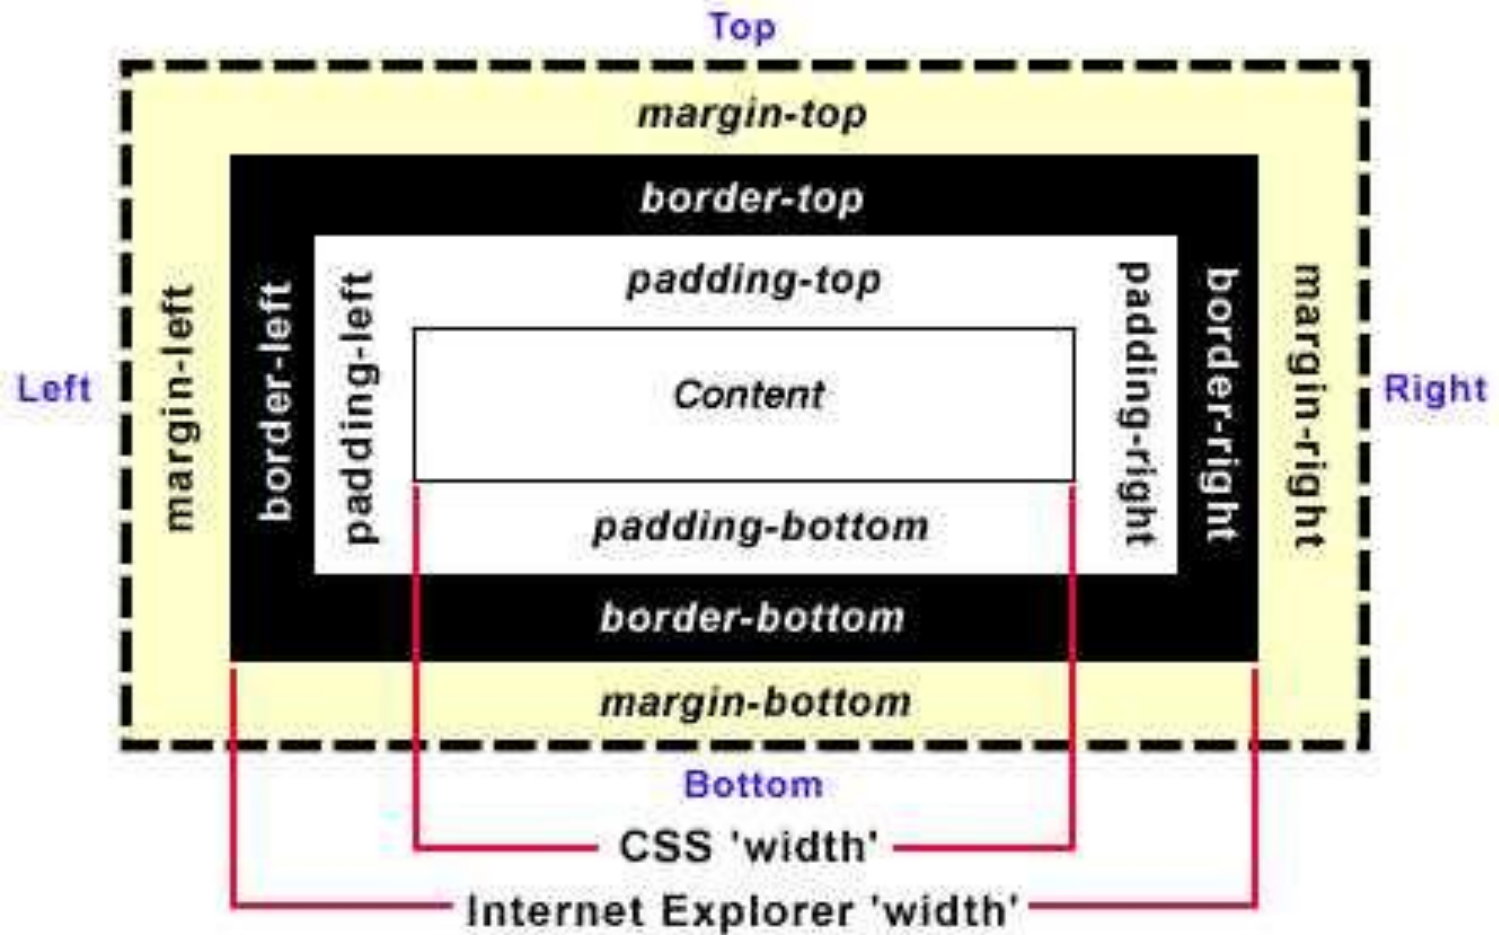 Top
margin-top
border-top
padding-top
Left
margin-left
border-left
padding-left
Content
padding-right
border-right
margin-right
Right
padding-bottom
border-bottom
margin-bottom
Bottom
CSS 'width'
Internet Explorer 'width'